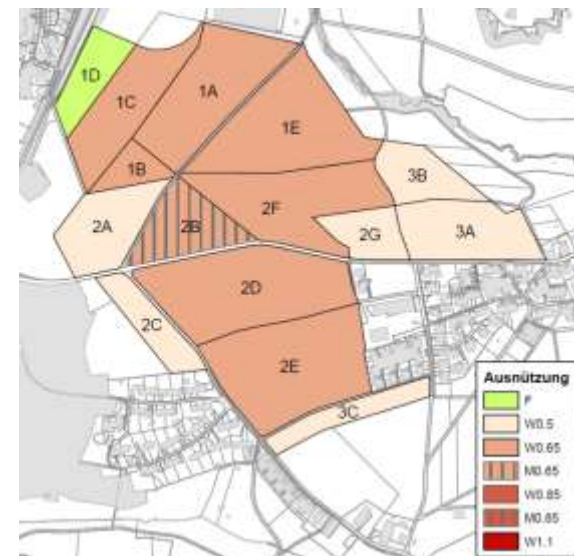 1D
1C
1A
1E
1B
3B
2A
2B
2F
2G
3A
2D
2C
2E
3C
Ausnützung
F
W0.5
W0.65
M0.65
W0.85
M0.85
W1.1